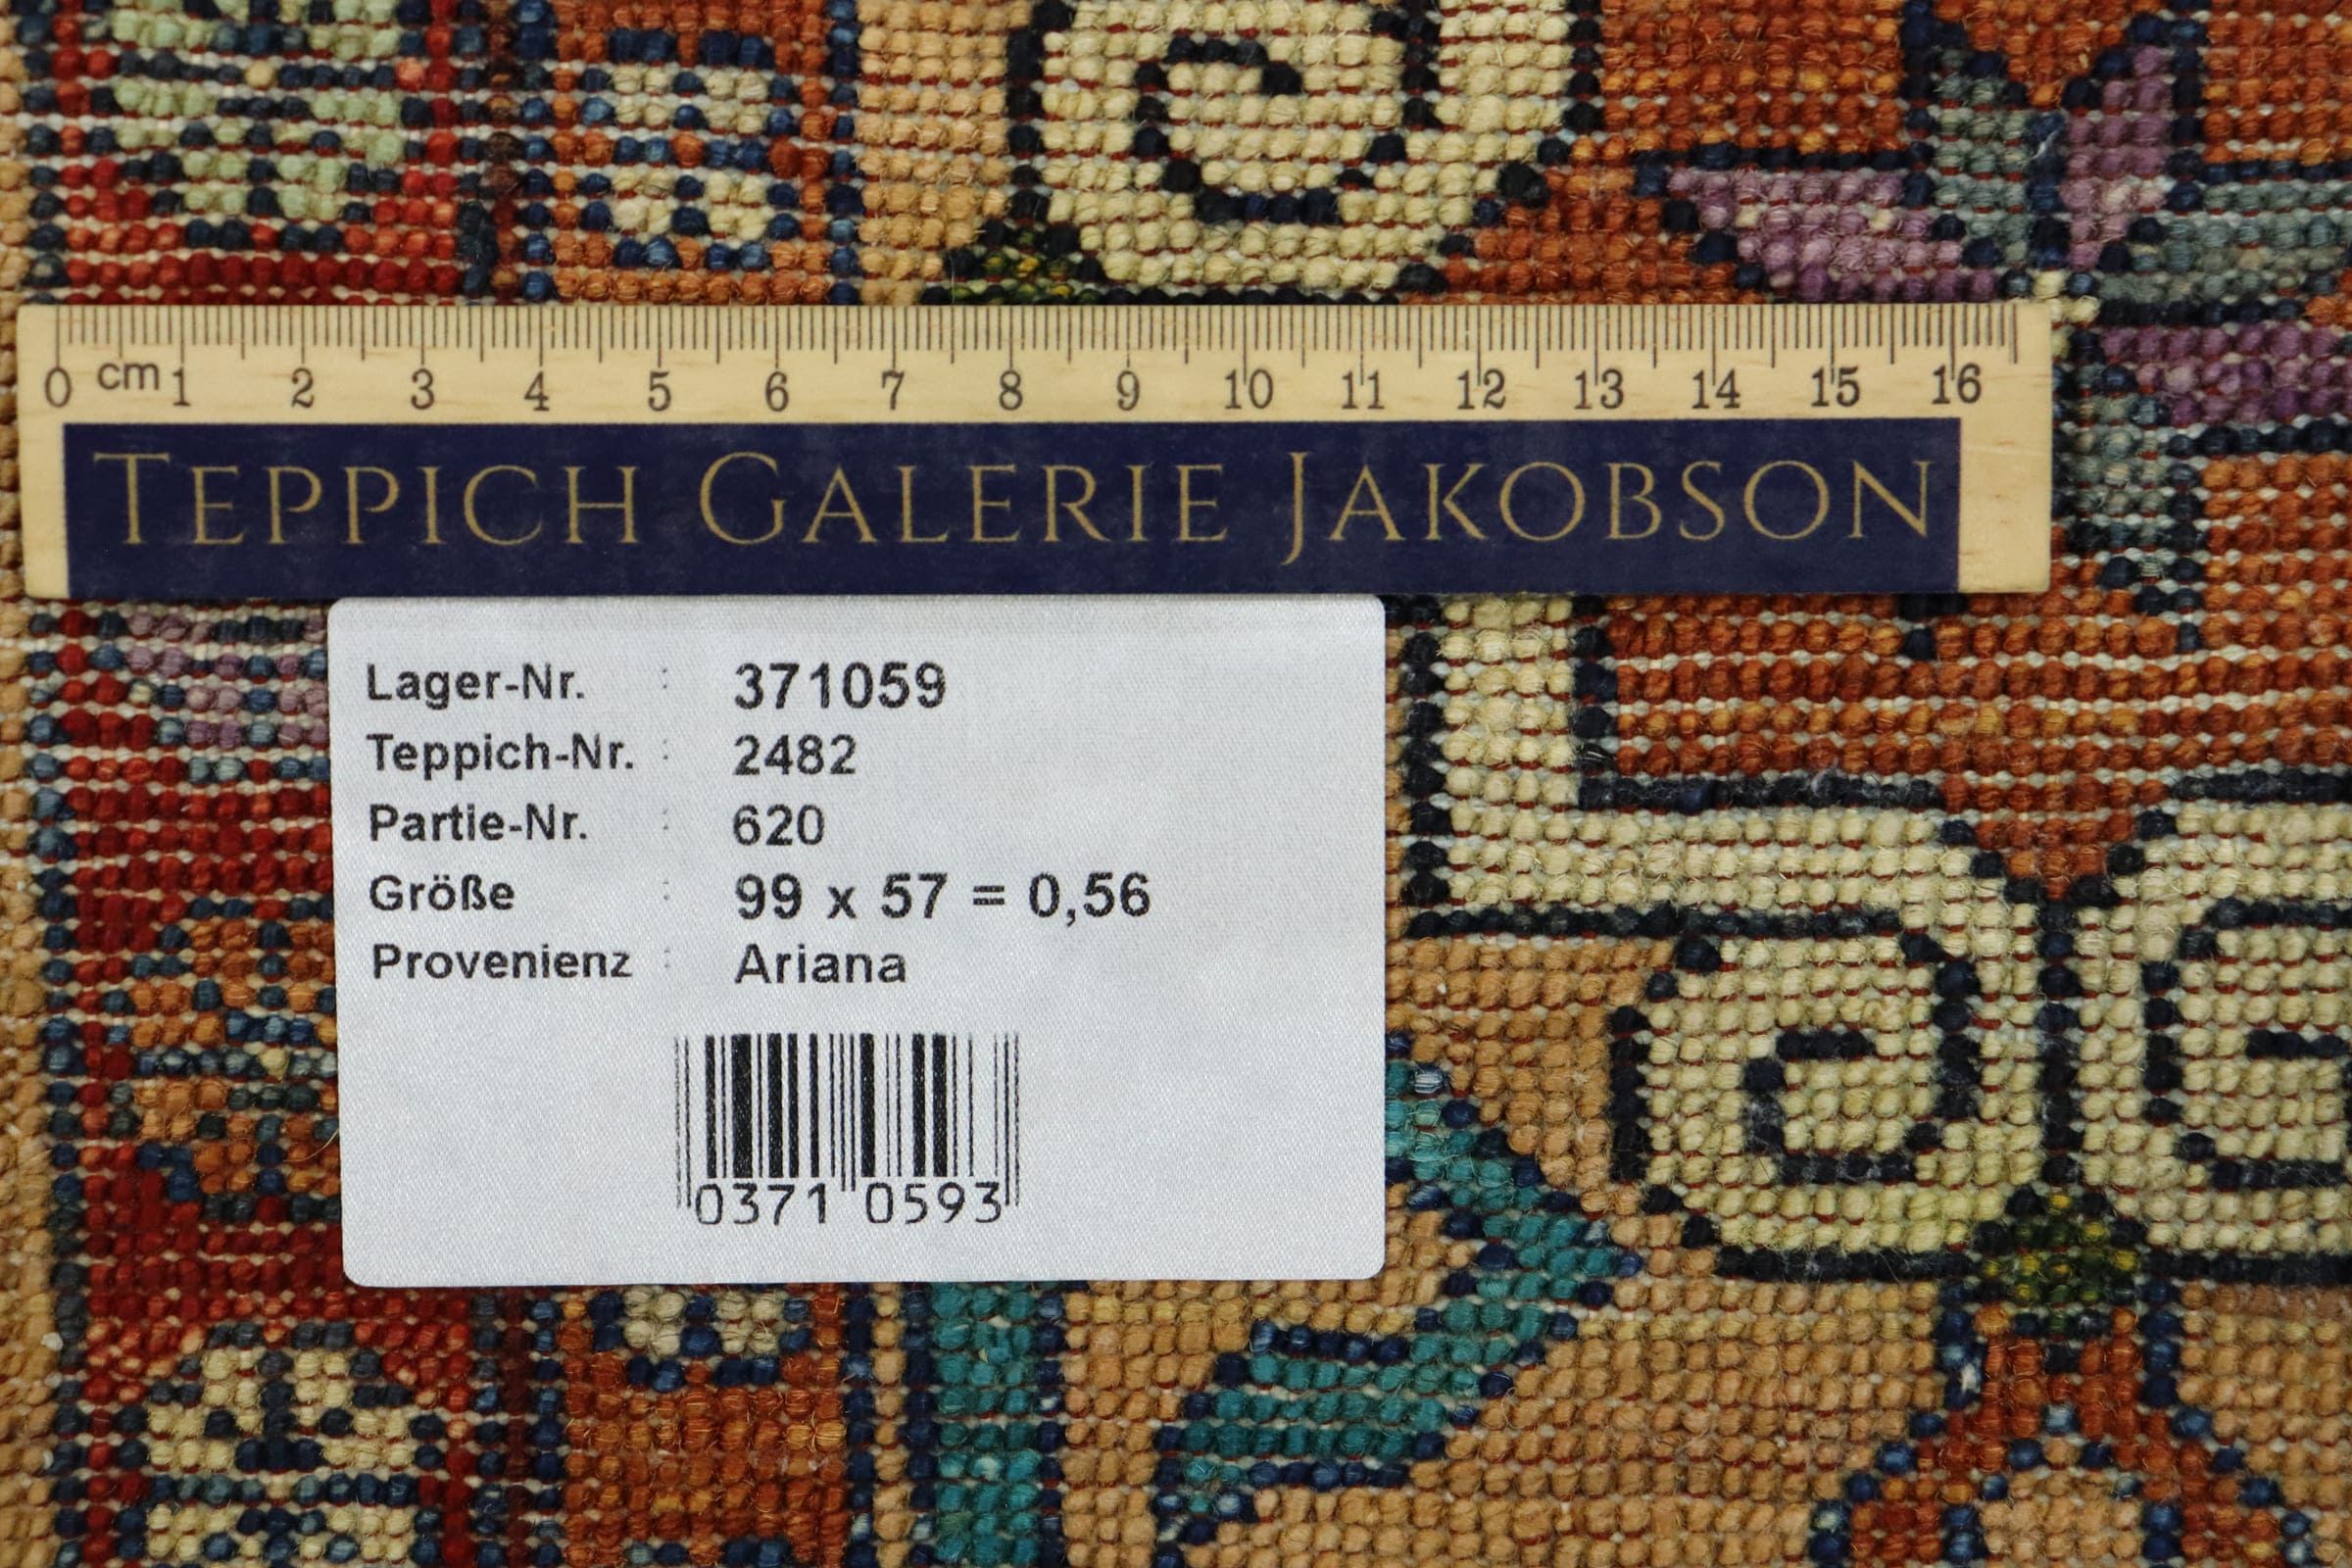 0 cm 1 2 3 4 5 6 7 8 9 10 11 12 13 14 15 16
TEPPICH GALERIE JAKOBSON
Lager-Nr. : 371059
Teppich-Nr. : 2482
Partie-Nr. : 620
Größe : 99 x 57 = 0,56
Provenienz : Ariana
0371 0593